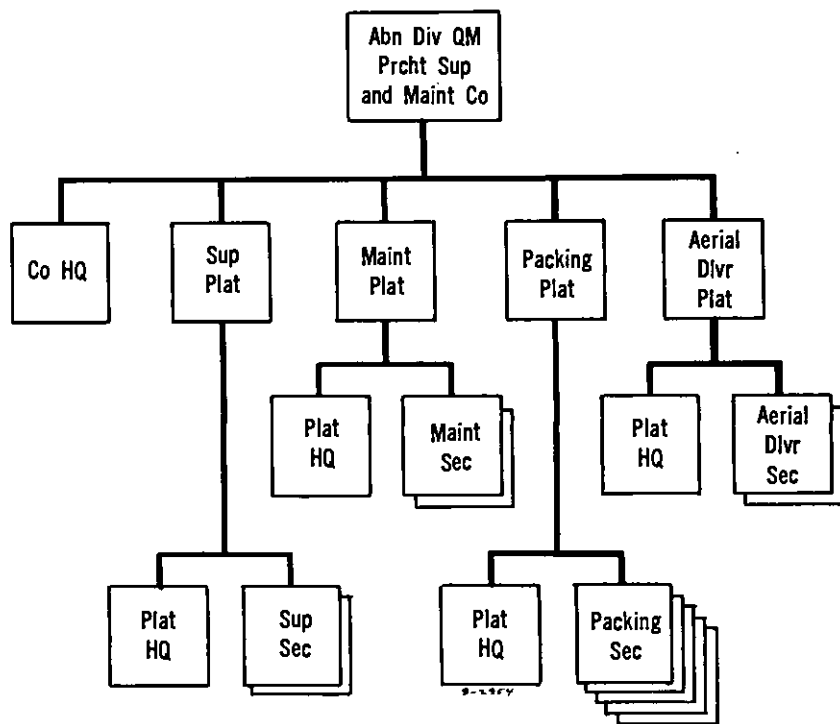 Abn Div QM
Prcht Sup
and Maint Co
Co HQ
Sup
Plat
Maint
Plat
Packing
Plat
Aerial
Dlvr
Plat
Plat
HQ
Maint
Sec
Plat
HQ
Aerial
Dlvr
Sec
Plat
HQ
Sup
Sec
Plat
HQ
Packing
Sec